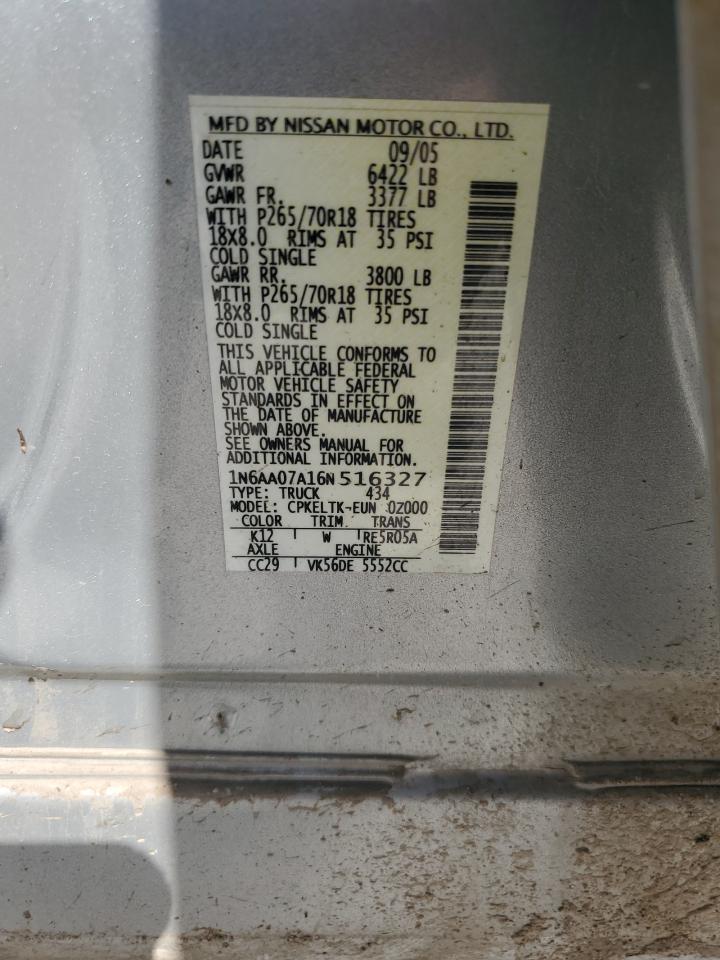 MFD BY NISSAN MOTOR CO., LTD.
DATE 09/05
GVWR 6422 LB
GAWR FR. 3377 LB
WITH P265/70R18 TIRES
18X8.0 RIMS AT 35 PSI
COLD SINGLE
GAWR RR. 3800 LB
WITH P265/70R18 TIRES
18X8.0 RIMS AT 35 PSI
COLD SINGLE
THIS VEHICLE CONFORMS TO
ALL APPLICABLE FEDERAL
MOTOR VEHICLE SAFETY
STANDARDS IN EFFECT ON
THE DATE OF MANUFACTURE
SHOWN ABOVE.
SEE OWNERS MANUAL FOR
ADDITIONAL INFORMATION.
1N6AA07A16N516327
TYPE: TRUCK 434
MODEL: CPKELTK-EUN 0Z000
COLOR TRIM TRANS
K12 W RE5R05A
AXLE ENGINE
CC29 VK56DE 5552CC